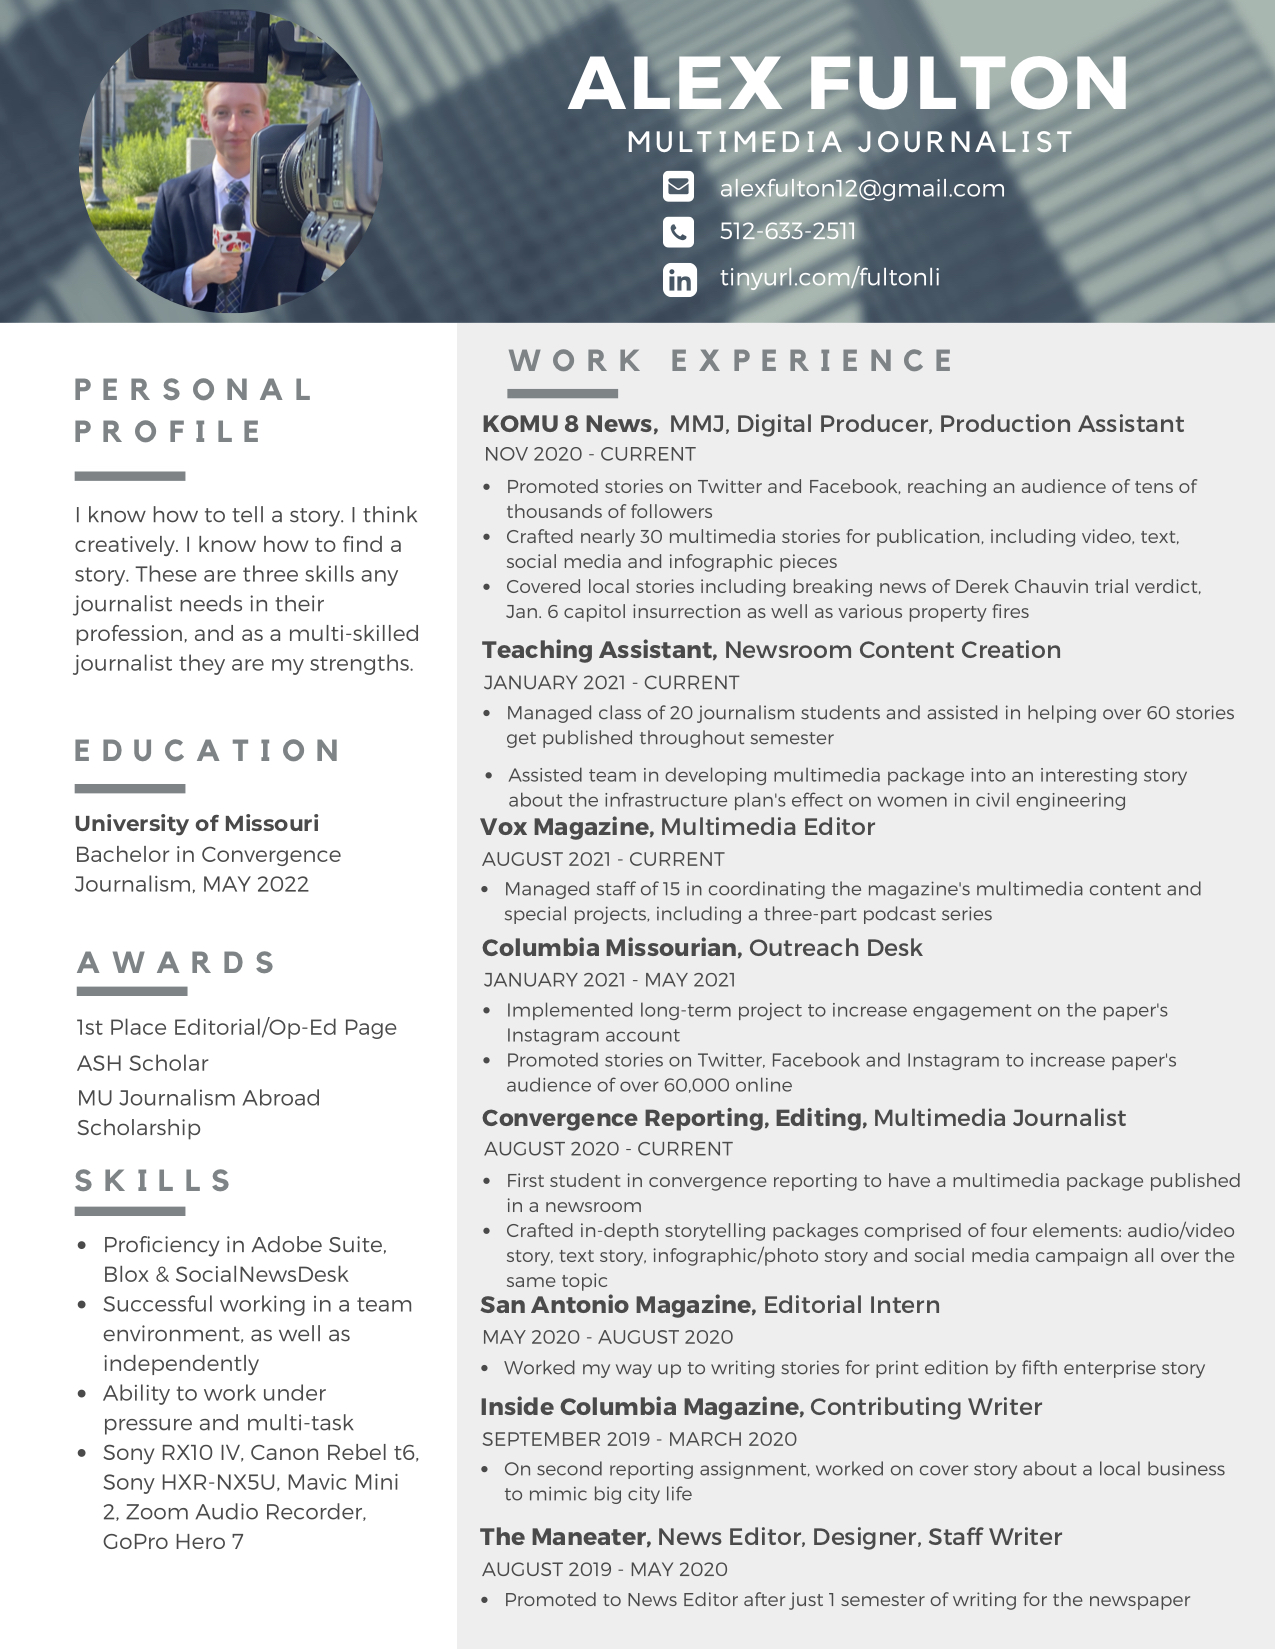 ALEX FULTON
MULTIMEDIA JOURNALIST
alexfulton12@gmail.com
512-633-2511
in tinyurl.com/fultonli
PERSONAL
PROFILE
I know how to tell a story. I think
creatively. I know how to find a
story. These are three skills any
journalist needs in their
profession, and as a multi-skilled
journalist they are my strengths.
EDUCATION
University of Missouri
Bachelor in Convergence
Journalism, MAY 2022
AWARDS
1st Place Editorial/Op-Ed Page
ASH Scholar
MU Journalism Abroad
Scholarship
SKILLS
• Proficiency in Adobe Suite,
Blox & SocialNewsDesk
• Successful working in a team
environment, as well as
independently
• Ability to work under
pressure and multi-task
• Sony RX10 IV, Canon Rebel t6,
Sony HXR-NX5U, Mavic Mini
2, Zoom Audio Recorder,
GoPro Hero 7
WORK EXPERIENCE
KOMU 8 News, MMJ, Digital Producer, Production Assistant
NOV 2020 - CURRENT
• Promoted stories on Twitter and Facebook, reaching an audience of tens of
thousands of followers
• Crafted nearly 30 multimedia stories for publication, including video, text,
social media and infographic pieces
• Covered local stories including breaking news of Derek Chauvin trial verdict,
Jan. 6 capitol insurrection as well as various property fires
Teaching Assistant, Newsroom Content Creation
JANUARY 2021 - CURRENT
• Managed class of 20 journalism students and assisted in helping over 60 stories
get published throughout semester
• Assisted team in developing multimedia package into an interesting story
about the infrastructure plan's effect on women in civil engineering
Vox Magazine, Multimedia Editor
AUGUST 2021 - CURRENT
• Managed staff of 15 in coordinating the magazine's multimedia content and
special projects, including a three-part podcast series
Columbia Missourian, Outreach Desk
JANUARY 2021 - MAY 2021
• Implemented long-term project to increase engagement on the paper's
Instagram account
• Promoted stories on Twitter, Facebook and Instagram to increase paper's
audience of over 60,000 online
Convergence Reporting, Editing, Multimedia Journalist
AUGUST 2020 - CURRENT
• First student in convergence reporting to have a multimedia package published
in a newsroom
• Crafted in-depth storytelling packages comprised of four elements: audio/video
story, text story, infographic/photo story and social media campaign all over the
same topic
San Antonio Magazine, Editorial Intern
MAY 2020 - AUGUST 2020
• Worked my way up to writing stories for print edition by fifth enterprise story
Inside Columbia Magazine, Contributing Writer
SEPTEMBER 2019 - MARCH 2020
• On second reporting assignment, worked on cover story about a local business
to mimic big city life
The Maneater, News Editor, Designer, Staff Writer
AUGUST 2019 - MAY 2020
• Promoted to News Editor after just 1 semester of writing for the newspaper